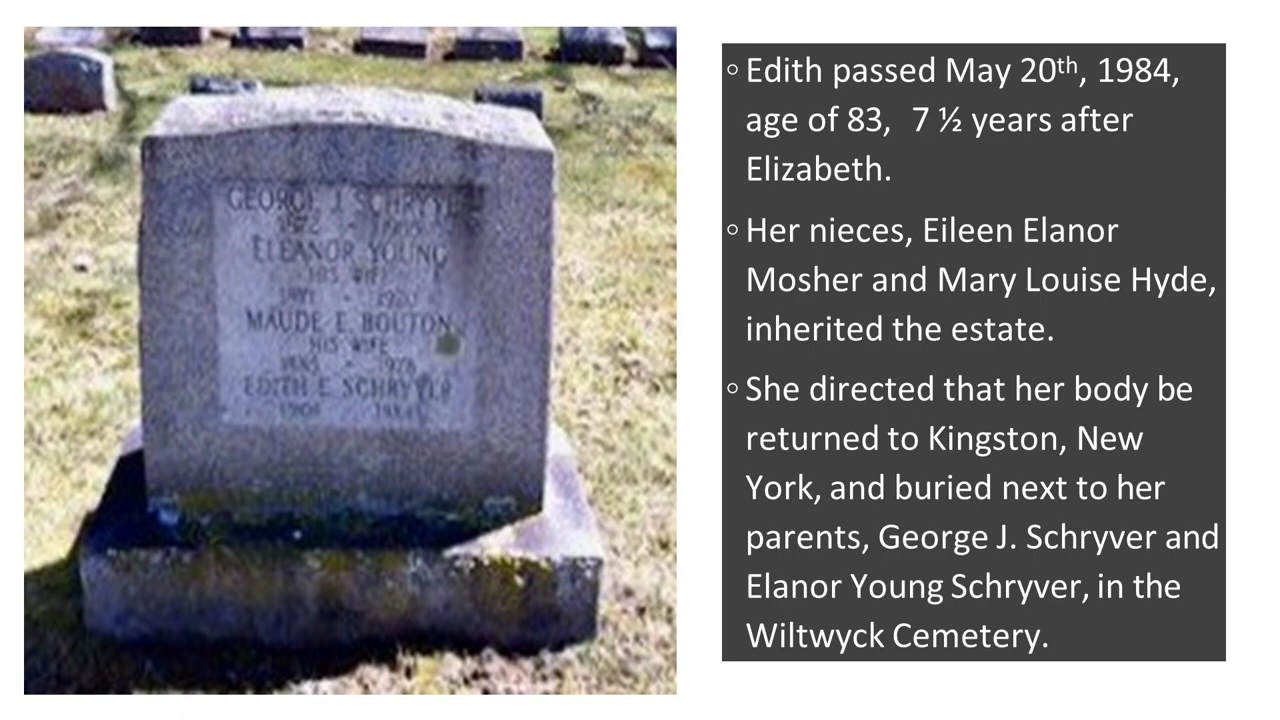 GEORGE J. SCHRYVER
ELEANOR YOUNG
HIS WIFE
MAUDE E. BOUTON
HIS WIFE
EDITH E SCHRYVER
◦ Edith passed May 20th, 1984,
age of 83, 7 ½ years after
Elizabeth.
◦ Her nieces, Eileen Elanor
Mosher and Mary Louise Hyde,
inherited the estate.
◦ She directed that her body be
returned to Kingston, New
York, and buried next to her
parents, George J. Schryver and
Elanor Young Schryver, in the
Wiltwyck Cemetery.